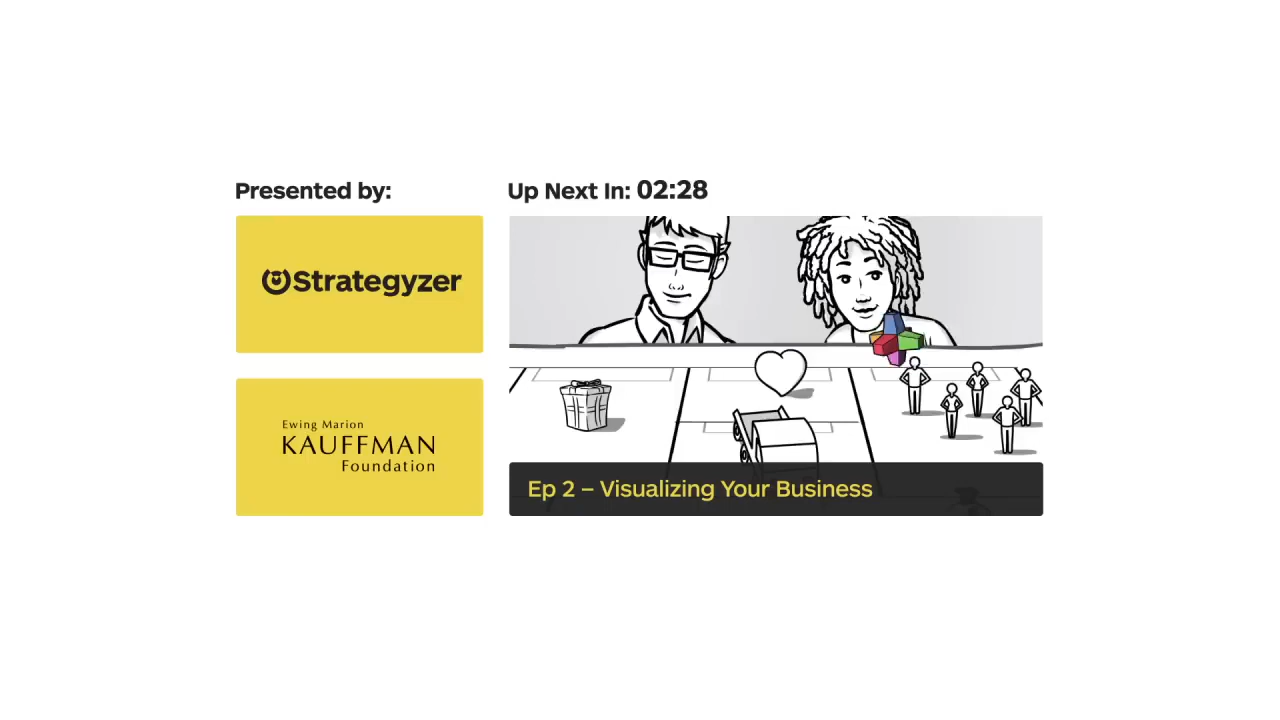 Presented by:
Strategyzer
Ewing Marion
KAUFFMAN
Foundation
Up Next In: 02:28
Ep 2 – Visualizing Your Business